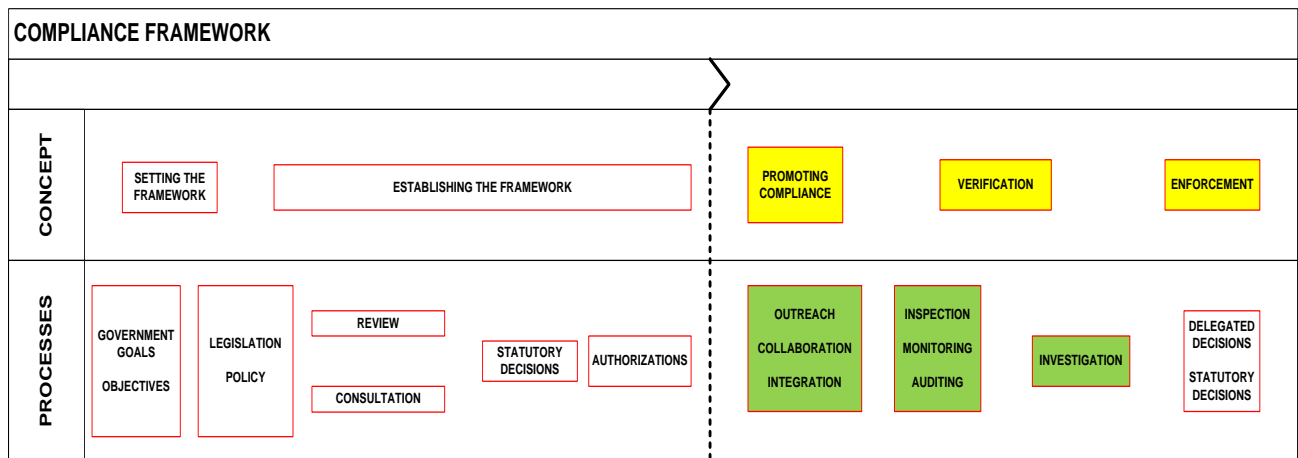 COMPLIANCE FRAMEWORK
CONCEPT
SETTING THE
FRAMEWORK
ESTABLISHING THE FRAMEWORK
PROMOTING
COMPLIANCE
VERIFICATION
ENFORCEMENT
PROCESSES
GOVERNMENT
GOALS
OBJECTIVES
LEGISLATION
POLICY
REVIEW
CONSULTATION
STATUTORY
DECISIONS
AUTHORIZATIONS
OUTREACH
COLLABORATION
INTEGRATION
INSPECTION
MONITORING
AUDITING
INVESTIGATION
DELEGATED
DECISIONS
STATUTORY
DECISIONS